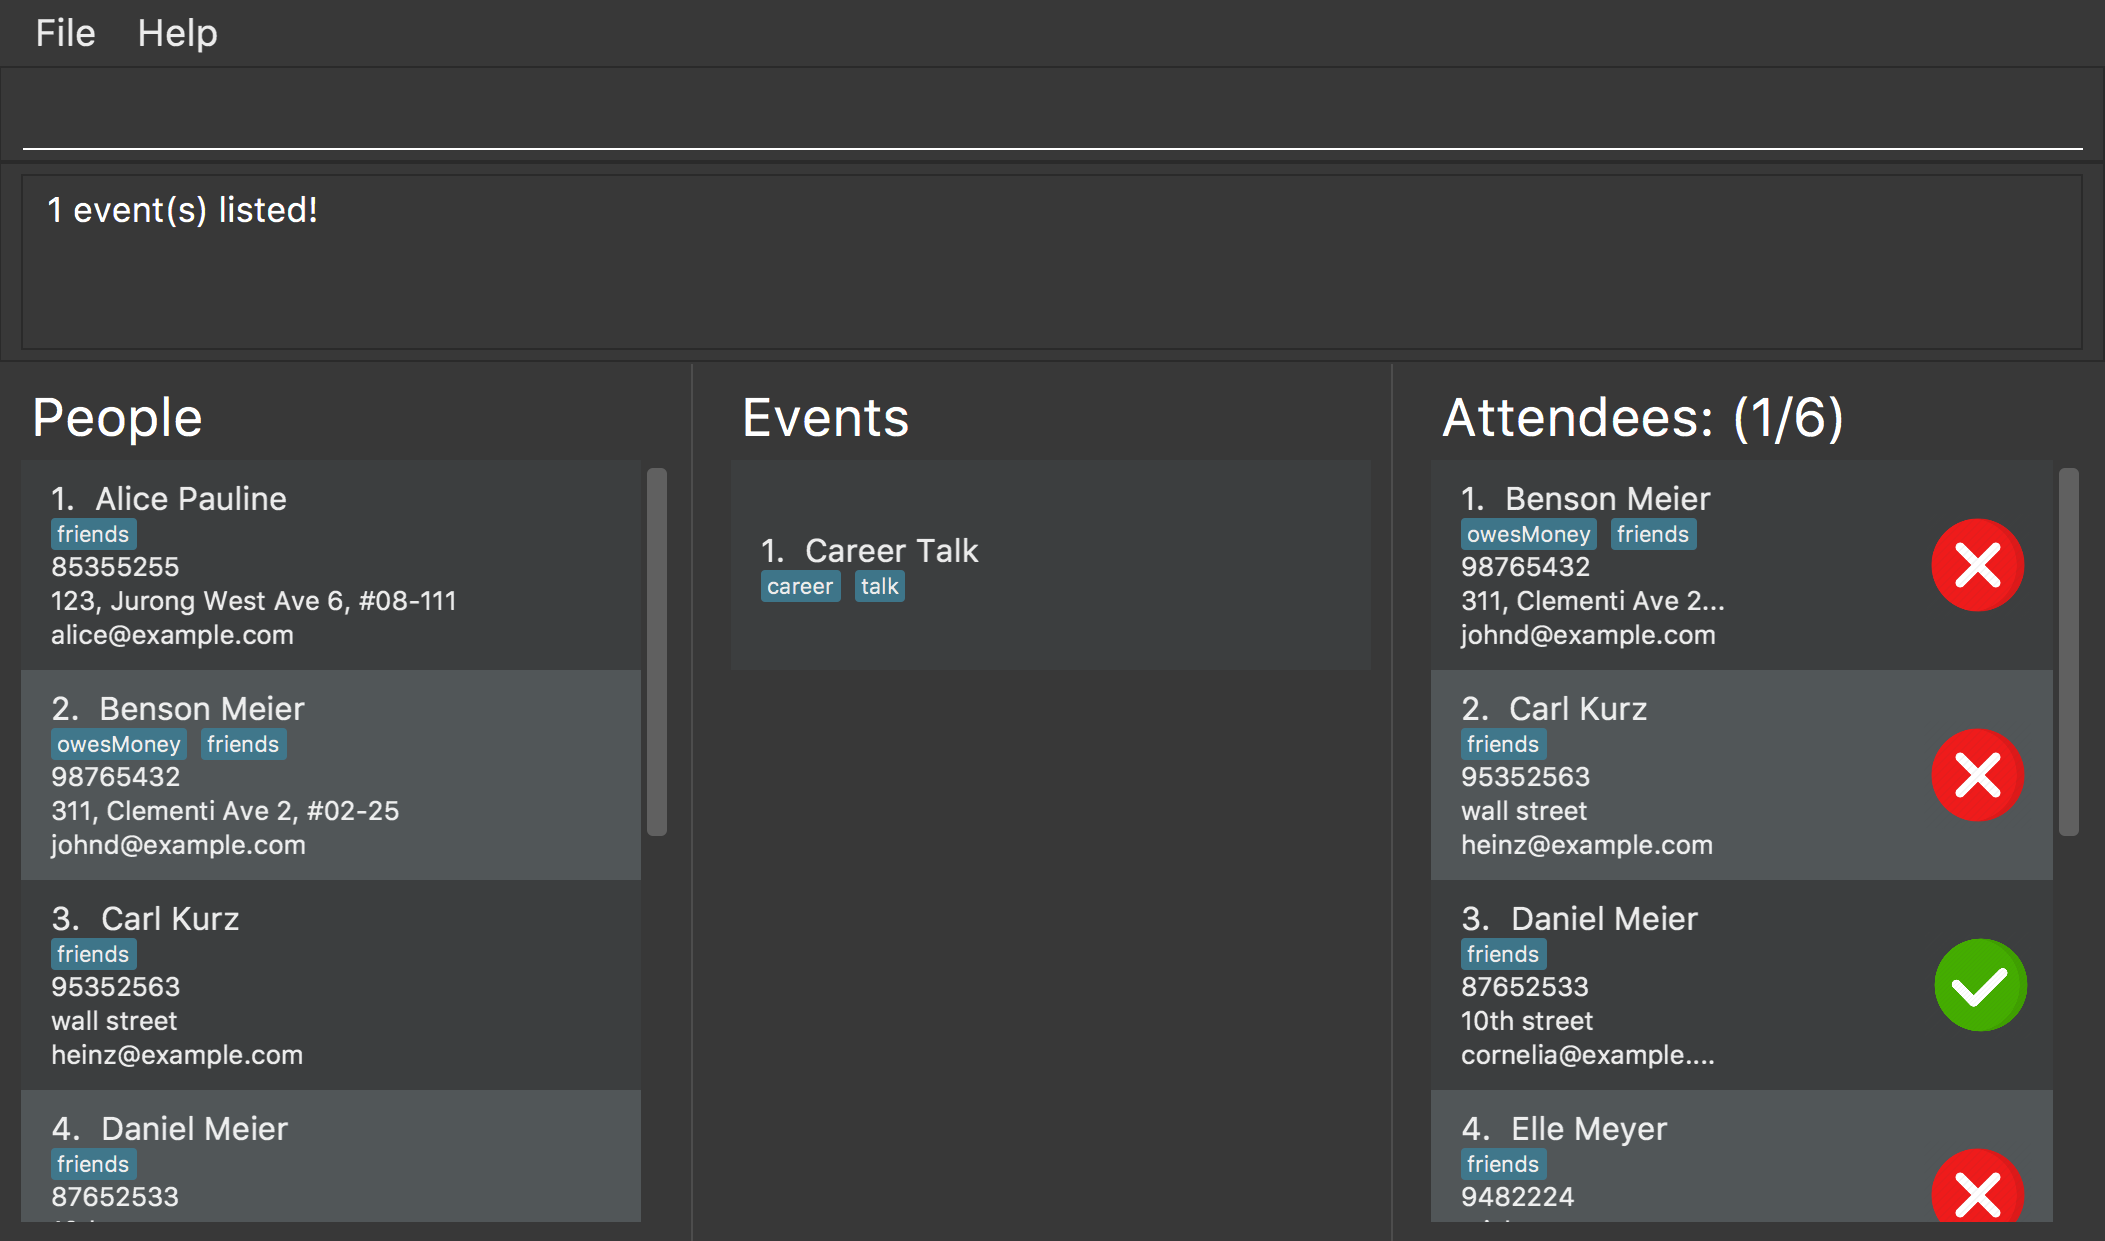 File Help
1 event(s) listed!
People
1. Alice Pauline
friends
85355255
123, Jurong West Ave 6, #08-111
alice@example.com
2. Benson Meier
owesMoney friends
98765432
311, Clementi Ave 2, #02-25
johnd@example.com
3. Carl Kurz
friends
95352563
wall street
heinz@example.com
4. Daniel Meier
friends
87652533
Events
1. Career Talk
career talk
Attendees: (1/6)
1. Benson Meier
owesMoney friends
98765432
311, Clementi Ave 2...
johnd@example.com
2. Carl Kurz
friends
95352563
wall street
heinz@example.com
3. Daniel Meier
friends
87652533
10th street
cornelia@example....
4. Elle Meyer
friends
9482224